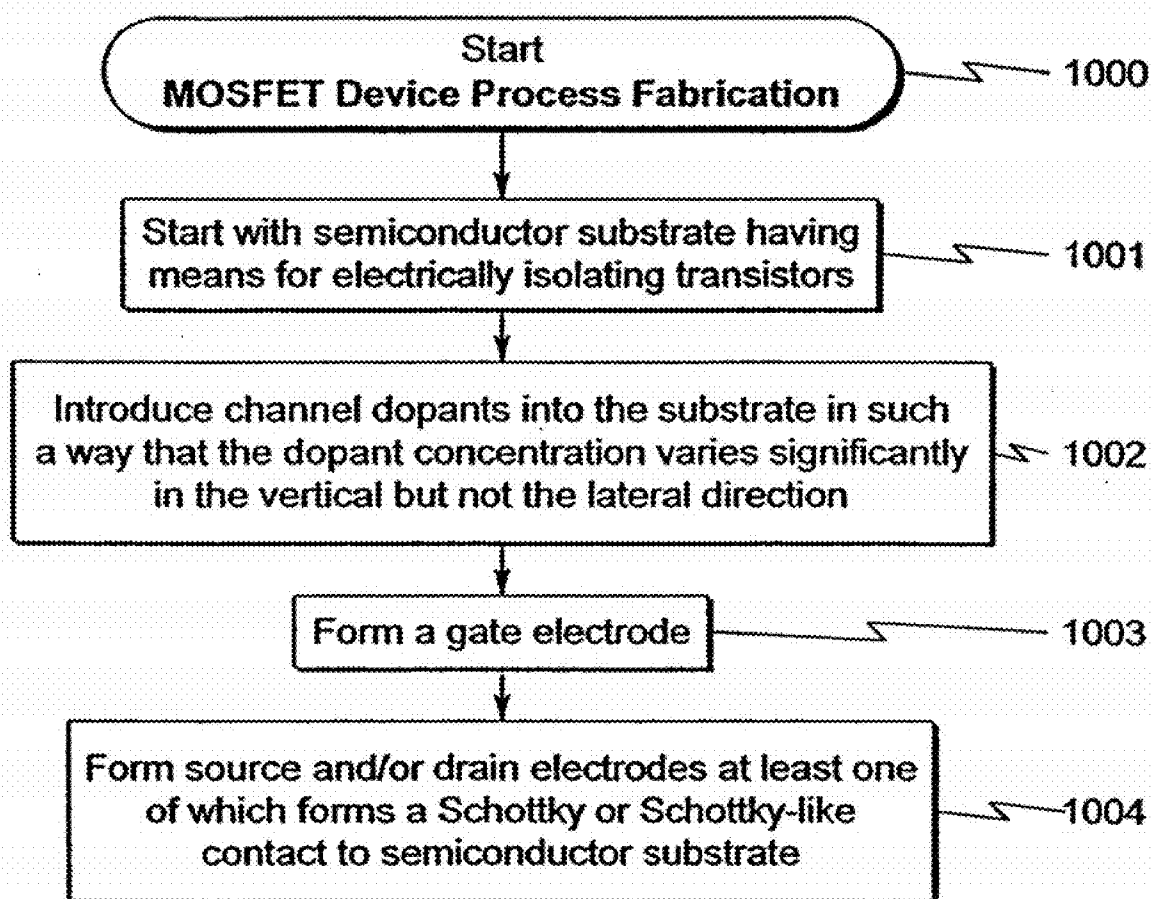 Start
MOSFET Device Process Fabrication
1000
Start with semiconductor substrate having
means for electrically isolating transistors
1001
Introduce channel dopants into the substrate in such
a way that the dopant concentration varies significantly
in the vertical but not the lateral direction
1002
Form a gate electrode
1003
Form source and/or drain electrodes at least one
of which forms a Schottky or Schottky-like
contact to semiconductor substrate
1004